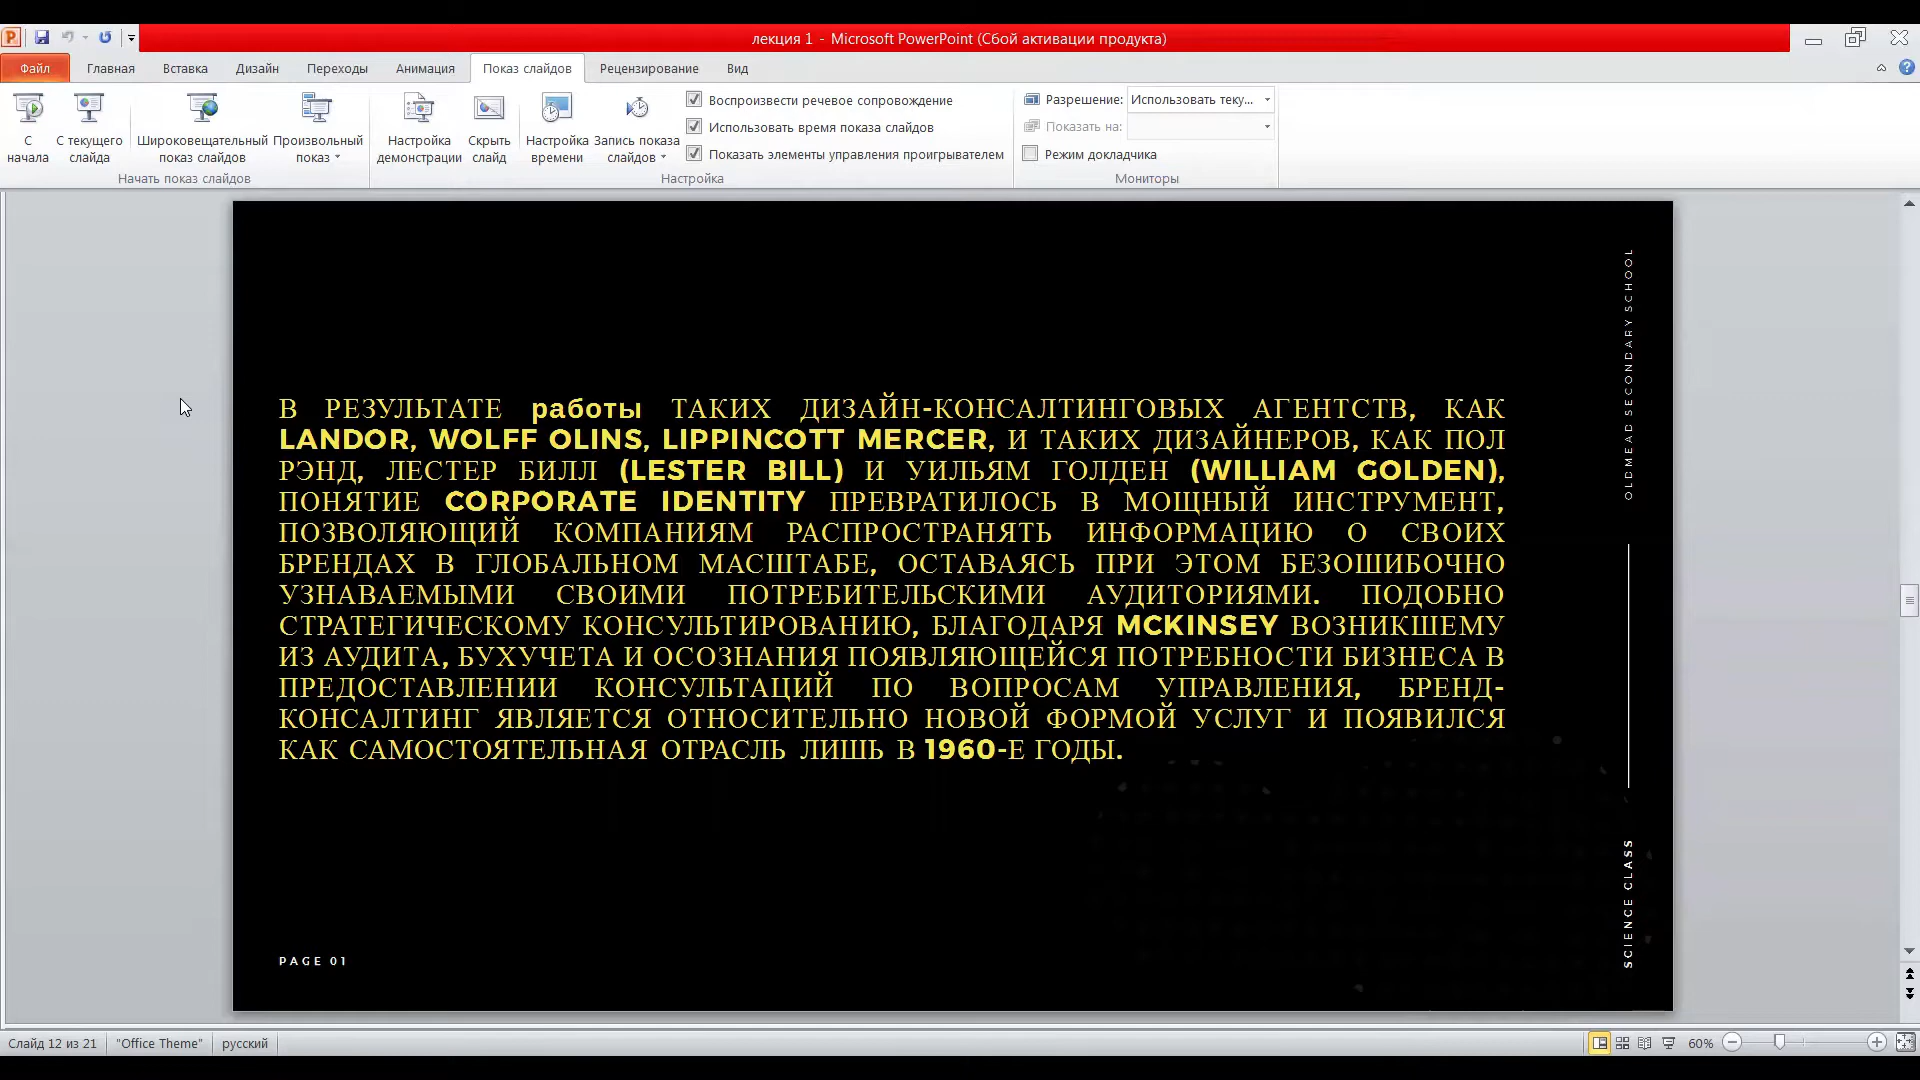 лекция 1 - Microsoft PowerPoint (Сбой активации продукта)
Файл Главная Вставка Дизайн Переходы Анимация Показ слайдов Рецензирование Вид
С начала
С текущего слайда
Широковещательный показ слайдов
Произвольный показ
Начать показ слайдов
Настройка демонстрации
Скрыть слайд
Настройка времени
Запись показа слайдов
Воспроизвести речевое сопровождение
Использовать время показа слайдов
Показать элементы управления проигрывателем
Настройка
Разрешение: Использовать теку...
Показать на:
Режим докладчика
Мониторы
В РЕЗУЛЬТАТЕ работы ТАКИХ ДИЗАЙН-КОНСАЛТИНГОВЫХ АГЕНТСТВ, КАК
LANDOR, WOLFF OLINS, LIPPINCOTT MERCER, И ТАКИХ ДИЗАЙНЕРОВ, КАК ПОЛ
РЭНД, ЛЕСТЕР БИЛЛ (LESTER BILL) И УИЛЬЯМ ГОЛДЕН (WILLIAM GOLDEN),
ПОНЯТИЕ CORPORATE IDENTITY ПРЕВРАТИЛОСЬ В МОЩНЫЙ ИНСТРУМЕНТ,
ПОЗВОЛЯЮЩИЙ КОМПАНИЯМ РАСПРОСТРАНЯТЬ ИНФОРМАЦИЮ О СВОИХ
БРЕНДАХ В ГЛОБАЛЬНОМ МАСШТАБЕ, ОСТАВАЯСЬ ПРИ ЭТОМ БЕЗОШИБОЧНО
УЗНАВАЕМЫМИ СВОИМИ ПОТРЕБИТЕЛЬСКИМИ АУДИТОРИЯМИ. ПОДОБНО
СТРАТЕГИЧЕСКОМУ КОНСУЛЬТИРОВАНИЮ, БЛАГОДАРЯ MCKINSEY ВОЗНИКШЕМУ
ИЗ АУДИТА, БУХУЧЕТА И ОСОЗНАНИЯ ПОЯВЛЯЮЩЕЙСЯ ПОТРЕБНОСТИ БИЗНЕСА В
ПРЕДОСТАВЛЕНИИ КОНСУЛЬТАЦИЙ ПО ВОПРОСАМ УПРАВЛЕНИЯ, БРЕНД-
КОНСАЛТИНГ ЯВЛЯЕТСЯ ОТНОСИТЕЛЬНО НОВОЙ ФОРМОЙ УСЛУГ И ПОЯВИЛСЯ
КАК САМОСТОЯТЕЛЬНАЯ ОТРАСЛЬ ЛИШЬ В 1960-Е ГОДЫ.
OLDMEAD SECONDARY SCHOOL
SCIENCE CLASS
PAGE 01
Слайд 12 из 21 "Office Theme" русский 60%